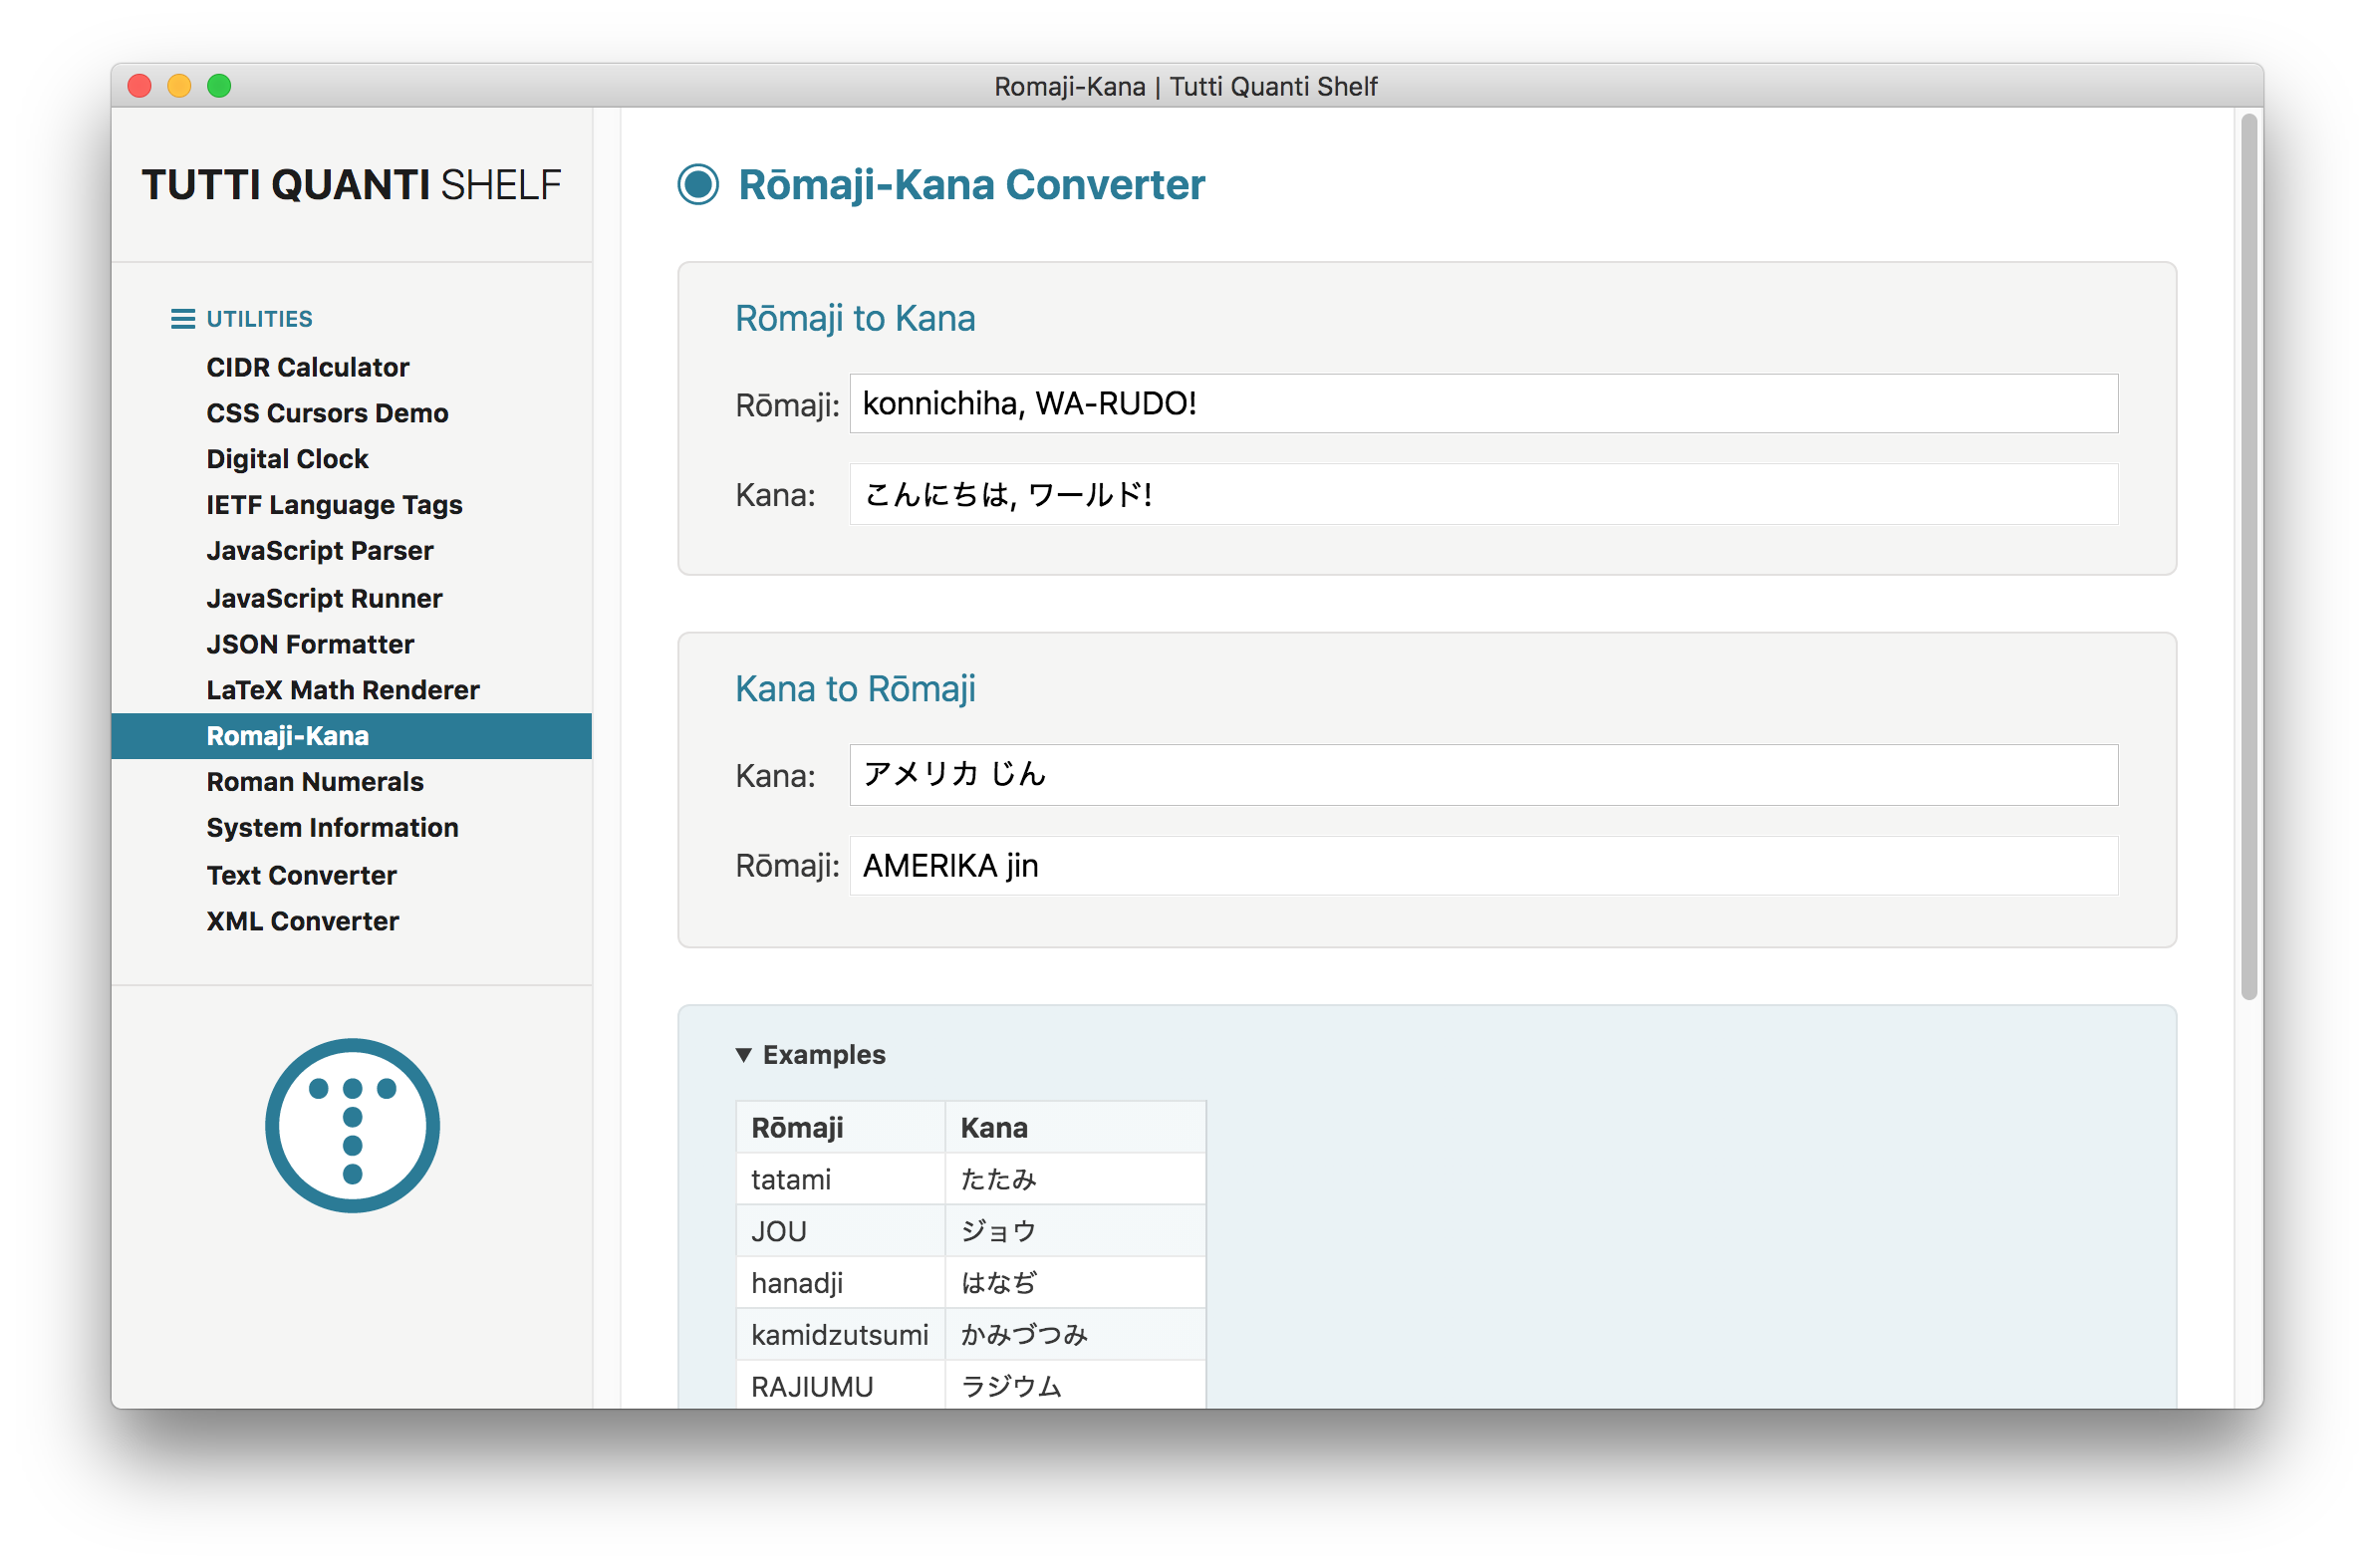 Romaji-Kana | Tutti Quanti Shelf
TUTTI QUANTI SHELF
UTILITIES
CIDR Calculator
CSS Cursors Demo
Digital Clock
IETF Language Tags
JavaScript Parser
JavaScript Runner
JSON Formatter
LaTeX Math Renderer
Romaji-Kana
Roman Numerals
System Information
Text Converter
XML Converter
Rōmaji-Kana Converter
Rōmaji to Kana
Rōmaji: konnichiha, WA-RUDO!
Kana: こんにちは, ワールド!
Kana to Rōmaji
Kana: アメリカ じん
Rōmaji: AMERIKA jin
Examples
Rōmaji Kana
tatami たたみ
JOU ジョウ
hanadji はなぢ
kamidzutsumi かみづつみ
RAJIUMU ラジウム